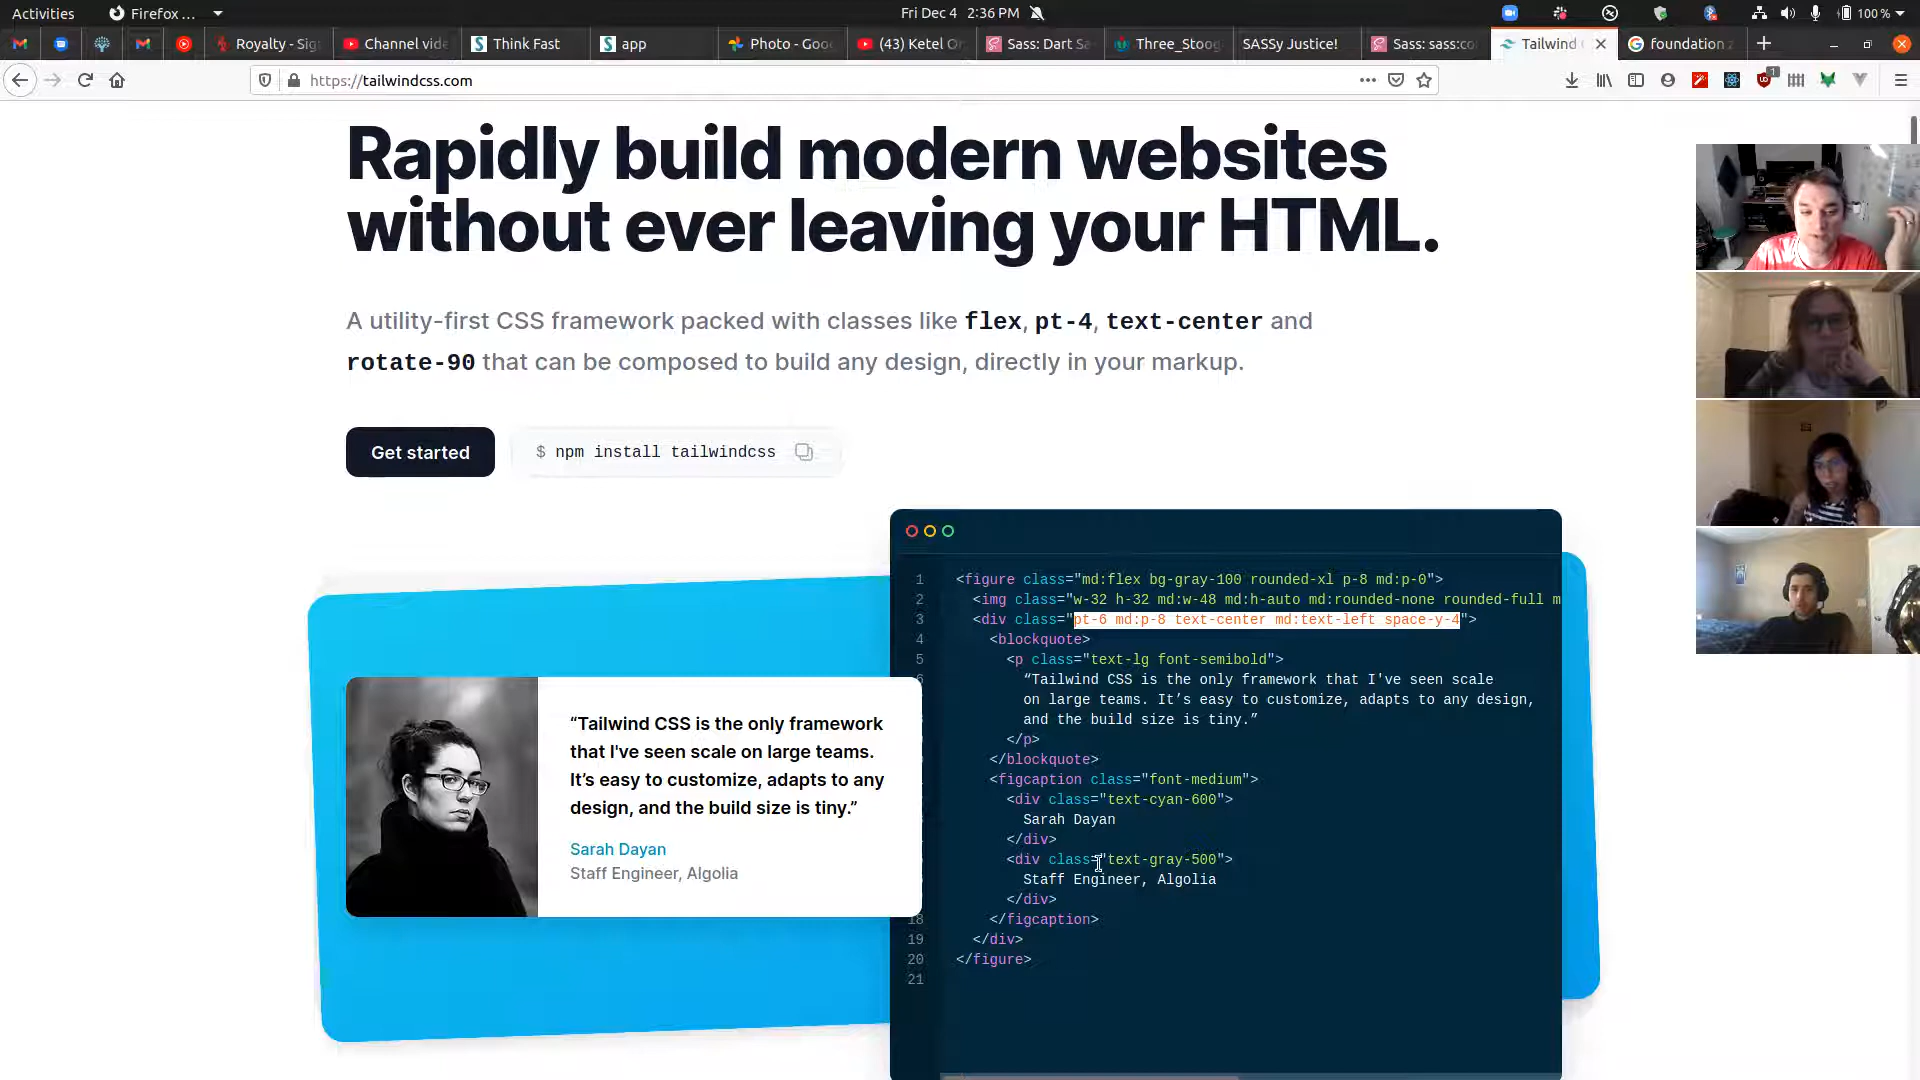 Activities
Firefox ...
Fri Dec 4 2:36 PM
100 %
Royalty - Sig
Channel vide
Think Fast
app
Photo - Goo
(43) Ketel O
Sass: Dart Sa
Three_Stoog
SASSy Justice!
Sass: sass:co
Tailwind
foundation
https://tailwindcss.com
1
Rapidly build modern websites
without ever leaving your HTML.
A utility-first CSS framework packed with classes like flex, pt-4, text-center and
rotate-90 that can be composed to build any design, directly in your markup.
Get started
$ npm install tailwindcss
1 <figure class="md:flex bg-gray-100 rounded-xl p-8 md:p-0">
2 <img class="w-32 h-32 md:w-48 md:h-auto md:rounded-none rounded-full m
3 <div class="pt-6 md:p-8 text-center md:text-left space-y-4">
4 <blockquote>
5 <p class="text-lg font-semibold">
“Tailwind CSS is the only framework that I've seen scale
on large teams. It’s easy to customize, adapts to any design,
and the build size is tiny.”
</p>
</blockquote>
<figcaption class="font-medium">
<div class="text-cyan-600">
Sarah Dayan
</div>
<div class="text-gray-500">
Staff Engineer, Algolia
</div>
18 </figcaption>
19 </div>
20 </figure>
21
“Tailwind CSS is the only framework
that I've seen scale on large teams.
It’s easy to customize, adapts to any
design, and the build size is tiny.”
Sarah Dayan
Staff Engineer, Algolia